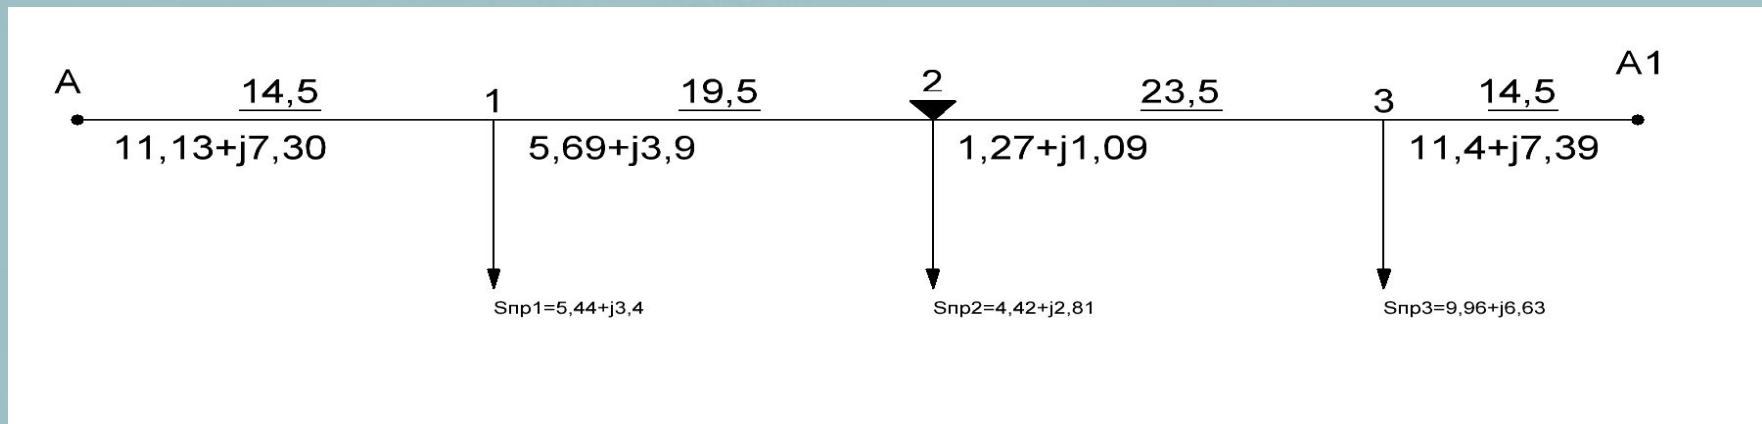 A 14,5 1 19,5 2 23,5 3 14,5 A1
11,13+j7,30 5,69+j3,9 1,27+j1,09 11,4+j7,39
Sпр1=5,44+j3,4 Sпр2=4,42+j2,81 Sпр3=9,96+j6,63